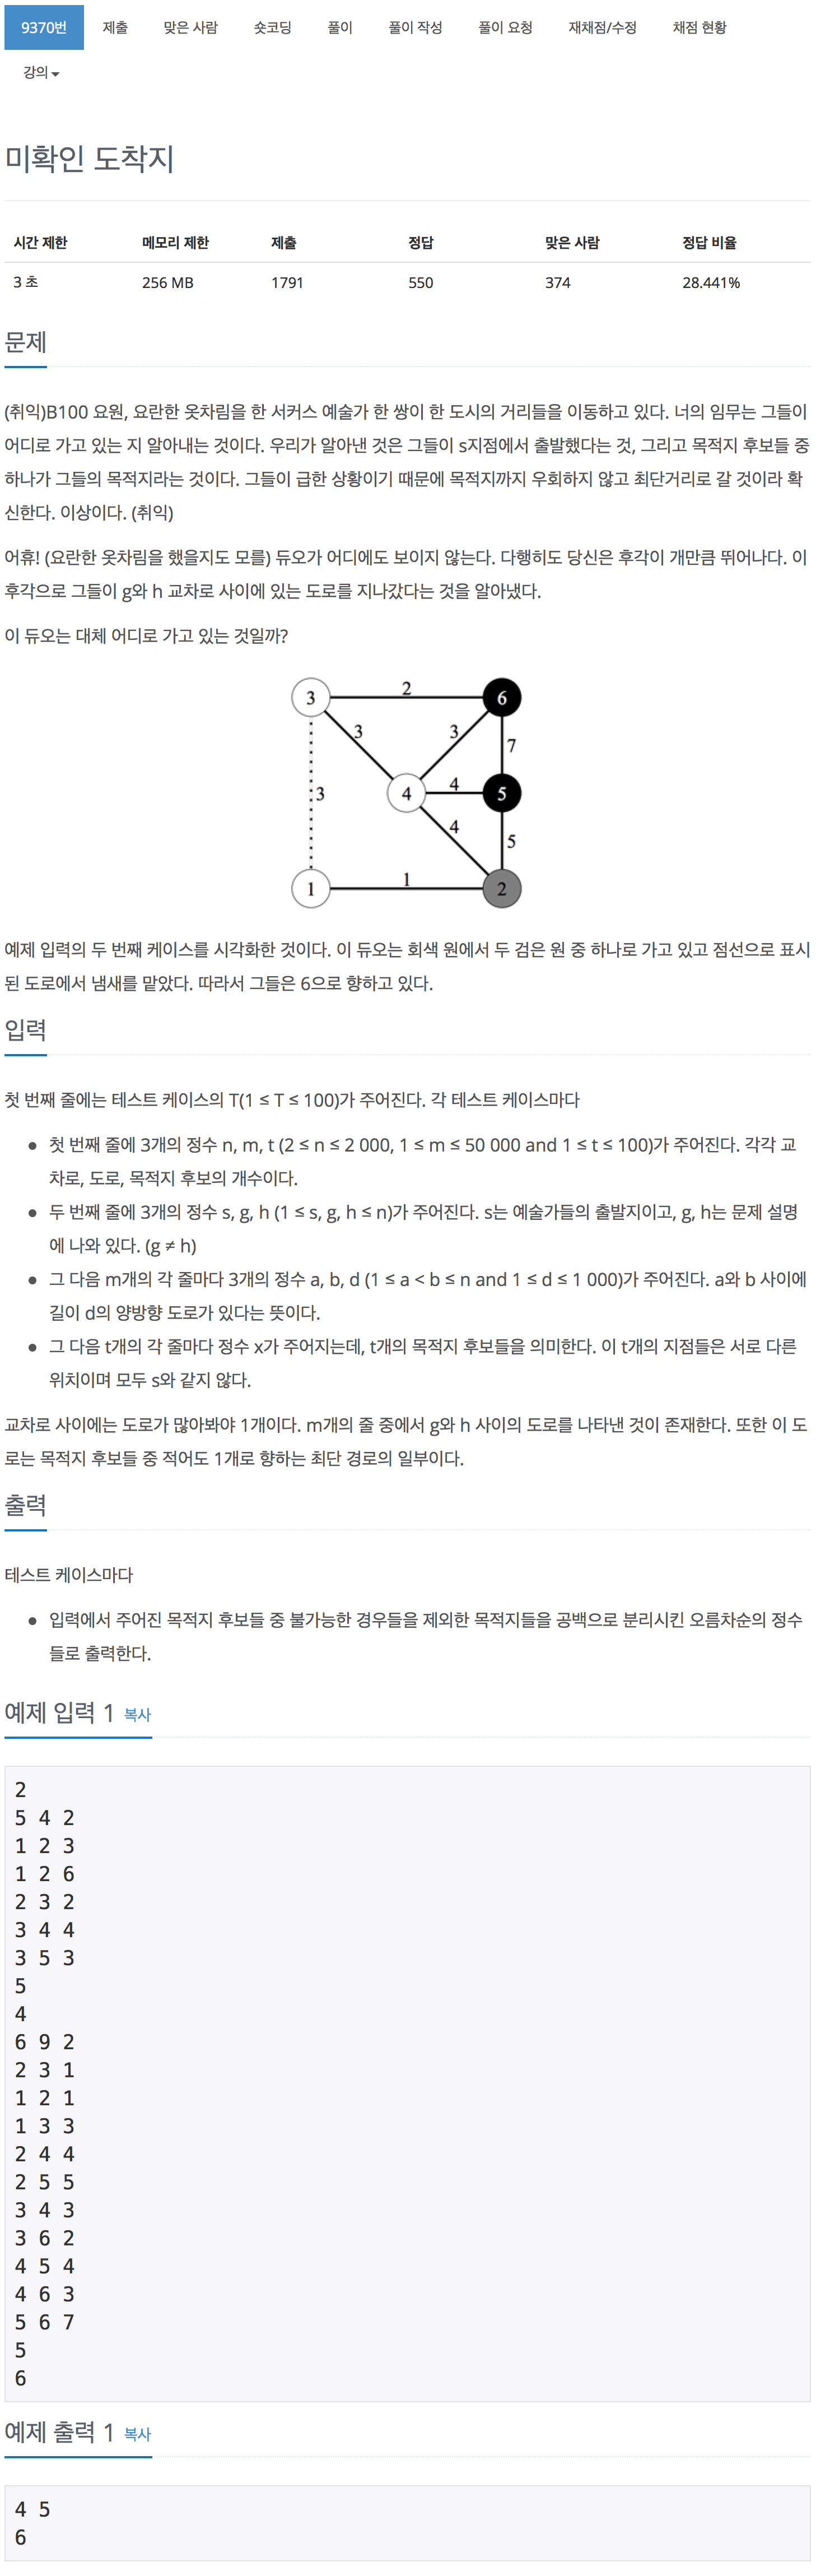 9370번 제출 맞은 사람 숏코딩 풀이 풀이 작성 풀이 요청 재채점/수정 채점 현황
강의
미확인 도착지
시간 제한 메모리 제한 제출 정답 맞은 사람 정답 비율
3 초 256 MB 1791 550 374 28.441%
문제
(취익)B100 요원, 요란한 옷차림을 한 서커스 예술가 한 쌍이 한 도시의 거리들을 이동하고 있다. 너의 임무는 그들이
어디로 가고 있는 지 알아내는 것이다. 우리가 알아낸 것은 그들이 s지점에서 출발했다는 것, 그리고 목적지 후보들 중
하나가 그들의 목적지라는 것이다. 그들이 급한 상황이기 때문에 목적지까지 우회하지 않고 최단거리로 갈 것이라 확
신한다. 이상이다. (취익)
어휴! (요란한 옷차림을 했을지도 모를) 듀오가 어디에도 보이지 않는다. 다행히도 당신은 후각이 개만큼 뛰어나다. 이
후각으로 그들이 g와 h 교차로 사이에 있는 도로를 지나갔다는 것을 알아냈다.
이 듀오는 대체 어디로 가고 있는 것일까?
3 2 6
3 3 7
3 4 4 5
4 5
1 1 2
예제 입력의 두 번째 케이스를 시각화한 것이다. 이 듀오는 회색 원에서 두 검은 원 중 하나로 가고 있고 점선으로 표시
된 도로에서 냄새를 맡았다. 따라서 그들은 6으로 향하고 있다.
입력
첫 번째 줄에는 테스트 케이스의 T(1 ≤ T ≤ 100)가 주어진다. 각 테스트 케이스마다
● 첫 번째 줄에 3개의 정수 n, m, t (2 ≤ n ≤ 2 000, 1 ≤ m ≤ 50 000 and 1 ≤ t ≤ 100)가 주어진다. 각각 교
차로, 도로, 목적지 후보의 개수이다.
● 두 번째 줄에 3개의 정수 s, g, h (1 ≤ s, g, h ≤ n)가 주어진다. s는 예술가들의 출발지이고, g, h는 문제 설명
에 나와 있다. (g ≠ h)
● 그 다음 m개의 각 줄마다 3개의 정수 a, b, d (1 ≤ a < b ≤ n and 1 ≤ d ≤ 1 000)가 주어진다. a와 b 사이에
길이 d의 양방향 도로가 있다는 뜻이다.
● 그 다음 t개의 각 줄마다 정수 x가 주어지는데, t개의 목적지 후보들을 의미한다. 이 t개의 지점들은 서로 다른
위치이며 모두 s와 같지 않다.
교차로 사이에는 도로가 많아봐야 1개이다. m개의 줄 중에서 g와 h 사이의 도로를 나타낸 것이 존재한다. 또한 이 도
로는 목적지 후보들 중 적어도 1개로 향하는 최단 경로의 일부이다.
출력
테스트 케이스마다
● 입력에서 주어진 목적지 후보들 중 불가능한 경우들을 제외한 목적지들을 공백으로 분리시킨 오름차순의 정수
들로 출력한다.
예제 입력 1 복사
2
5 4 2
1 2 3
1 2 6
2 3 2
3 4 4
3 5 3
5
4
6 9 2
2 3 1
1 2 1
1 3 3
2 4 4
2 5 5
3 4 3
3 6 2
4 5 4
4 6 3
5 6 7
5
6
예제 출력 1 복사
4 5
6